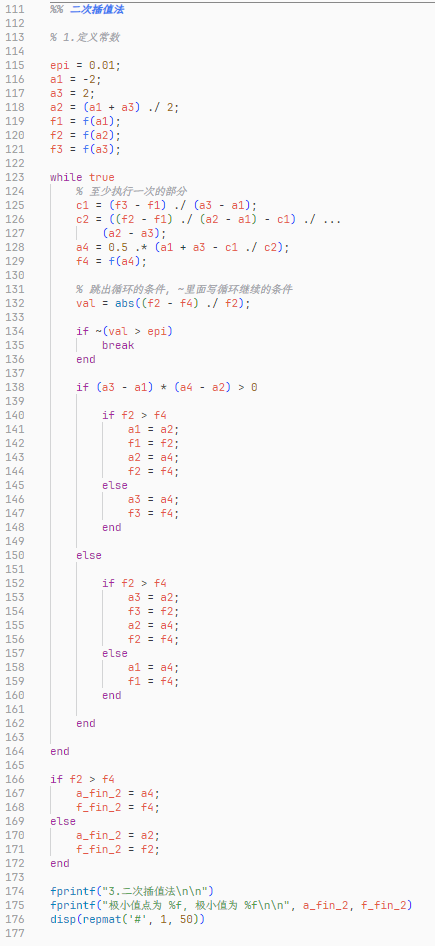 111 %% 二次插值法
112
113 % 1.定义常数
114
115 epi = 0.01;
116 a1 = -2;
117 a3 = 2;
118 a2 = (a1 + a3) ./ 2;
119 f1 = f(a1);
120 f2 = f(a2);
121 f3 = f(a3);
122
123 while true
124     % 至少执行一次的部分
125     c1 = (f3 - f1) ./ (a3 - a1);
126     c2 = ((f2 - f1) ./ (a2 - a1) - c1) ./ ...
127         (a2 - a3);
128     a4 = 0.5 .* (a1 + a3 - c1 ./ c2);
129     f4 = f(a4);
130
131     % 跳出循环的条件, ~里面写循环继续的条件
132     val = abs((f2 - f4) ./ f2);
133
134     if ~(val > epi)
135         break
136     end
137
138     if (a3 - a1) * (a4 - a2) > 0
139
140         if f2 > f4
141             a1 = a2;
142             f1 = f2;
143             a2 = a4;
144             f2 = f4;
145         else
146             a3 = a4;
147             f3 = f4;
148         end
149
150     else
151
152         if f2 > f4
153             a3 = a2;
154             f3 = f2;
155             a2 = a4;
156             f2 = f4;
157         else
158             a1 = a4;
159             f1 = f4;
160         end
161
162     end
163
164 end
165
166 if f2 > f4
167     a_fin_2 = a4;
168     f_fin_2 = f4;
169 else
170     a_fin_2 = a2;
171     f_fin_2 = f2;
172 end
173
174 fprintf("3.二次插值法\n\n")
175 fprintf("极小值点为 %f, 极小值为 %f\n\n", a_fin_2, f_fin_2)
176 disp(repmat('#', 1, 50))
177